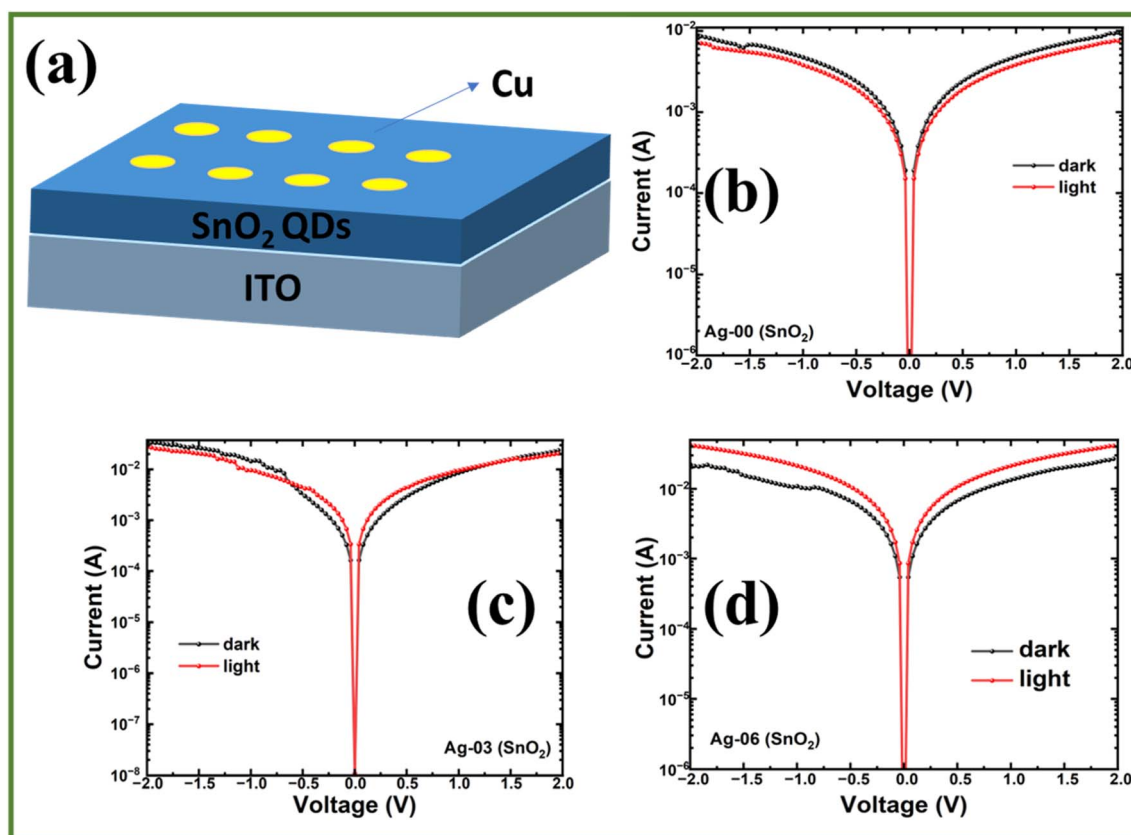 (a)
Cu
SnO₂ QDs
ITO
(b)
Current (A)
10⁻²
10⁻³
10⁻⁴
10⁻⁵
10⁻⁶
dark
light
Ag-00 (SnO₂)
−2.0 −1.5 −1.0 −0.5 0.0 0.5 1.0 1.5 2.0
Voltage (V)
(c)
Current (A)
10⁻²
10⁻³
10⁻⁴
10⁻⁵
10⁻⁶
10⁻⁷
10⁻⁸
dark
light
Ag-03 (SnO₂)
−2.0 −1.5 −1.0 −0.5 0.0 0.5 1.0 1.5 2.0
Voltage (V)
(d)
Current (A)
10⁻²
10⁻³
10⁻⁴
10⁻⁵
10⁻⁶
dark
light
Ag-06 (SnO₂)
−2.0 −1.5 −1.0 −0.5 0.0 0.5 1.0 1.5 2.0
Voltage (V)